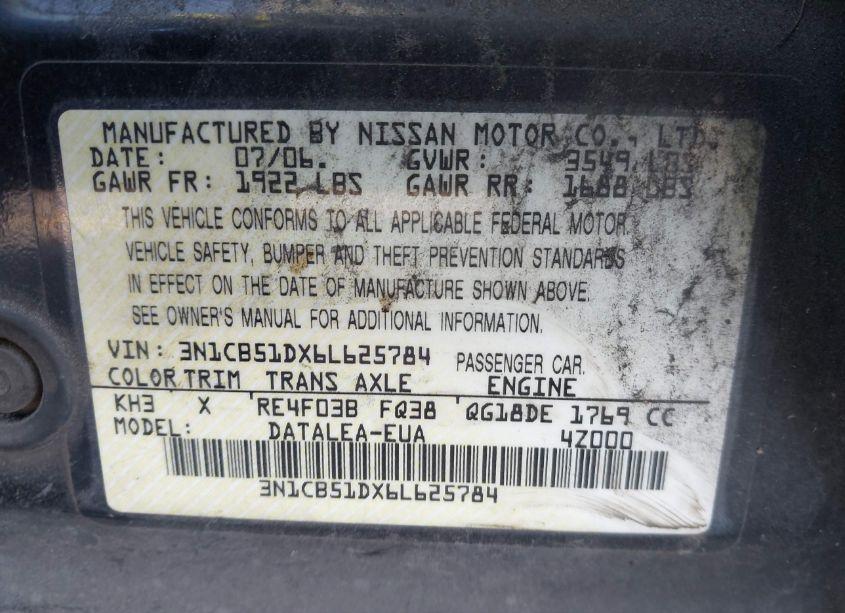 MANUFACTURED BY NISSAN MOTOR CO., LTD.
DATE: 07/06. GVWR: 3549 LBS
GAWR FR: 1922 LBS GAWR RR: 1688 LBS
THIS VEHICLE CONFORMS TO ALL APPLICABLE FEDERAL MOTOR
VEHICLE SAFETY, BUMPER AND THEFT PREVENTION STANDARDS
IN EFFECT ON THE DATE OF MANUFACTURE SHOWN ABOVE.
SEE OWNER'S MANUAL FOR ADDITIONAL INFORMATION.
VIN: 3N1CB51DX6L625784 PASSENGER CAR.
COLOR TRIM TRANS AXLE ENGINE
KH3 X RE4F03B FQ38 QG18DE 1769 CC
MODEL: DATALEA-EUA 4Z000
3N1CB51DX6L625784